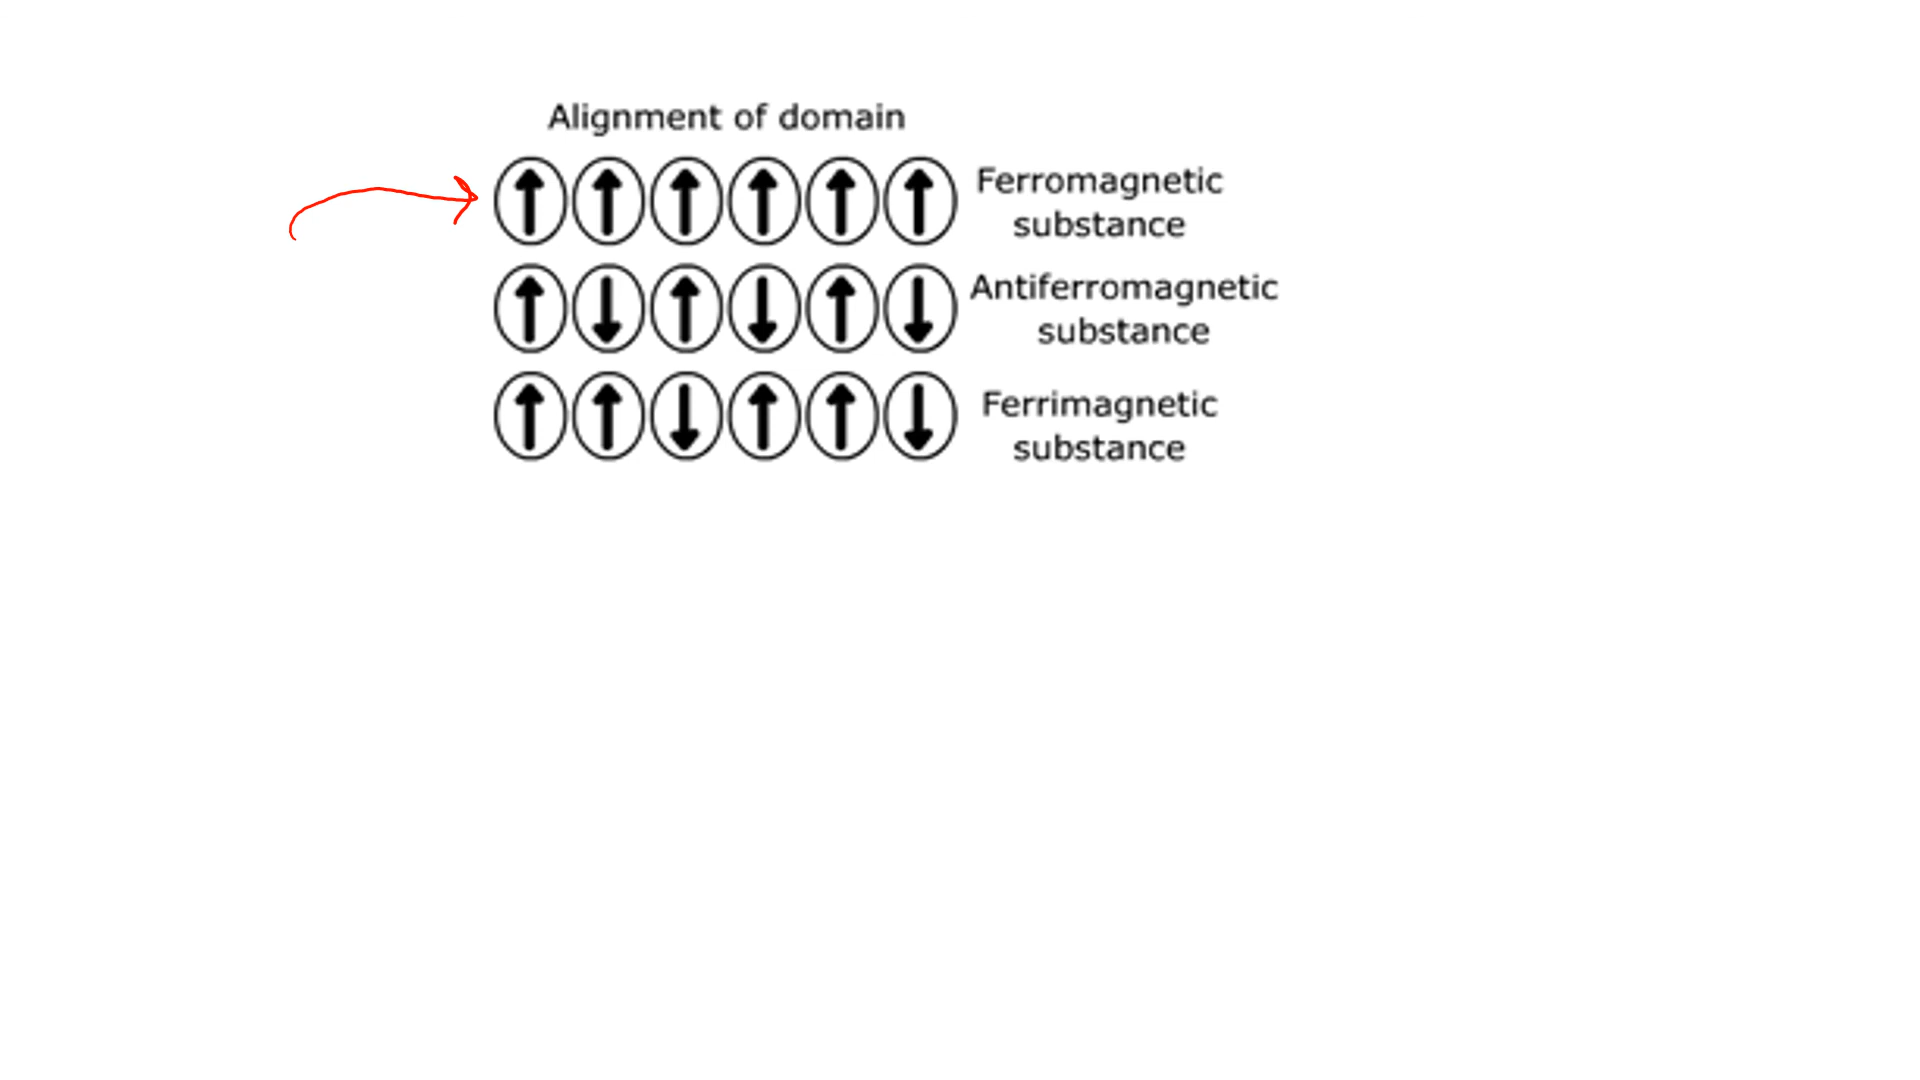 Alignment of domain
Ferromagnetic
substance
Antiferromagnetic
substance
Ferrimagnetic
substance